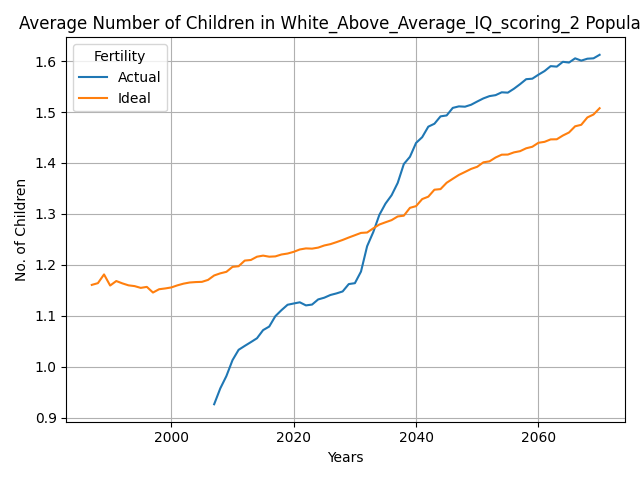 Average Number of Children in White_Above_Average_IQ_scoring_2 Popula
Fertility
Actual
Ideal
1.6
1.5
1.4
1.3
1.2
1.1
1.0
0.9
No. of Children
2000 2020 2040 2060
Years